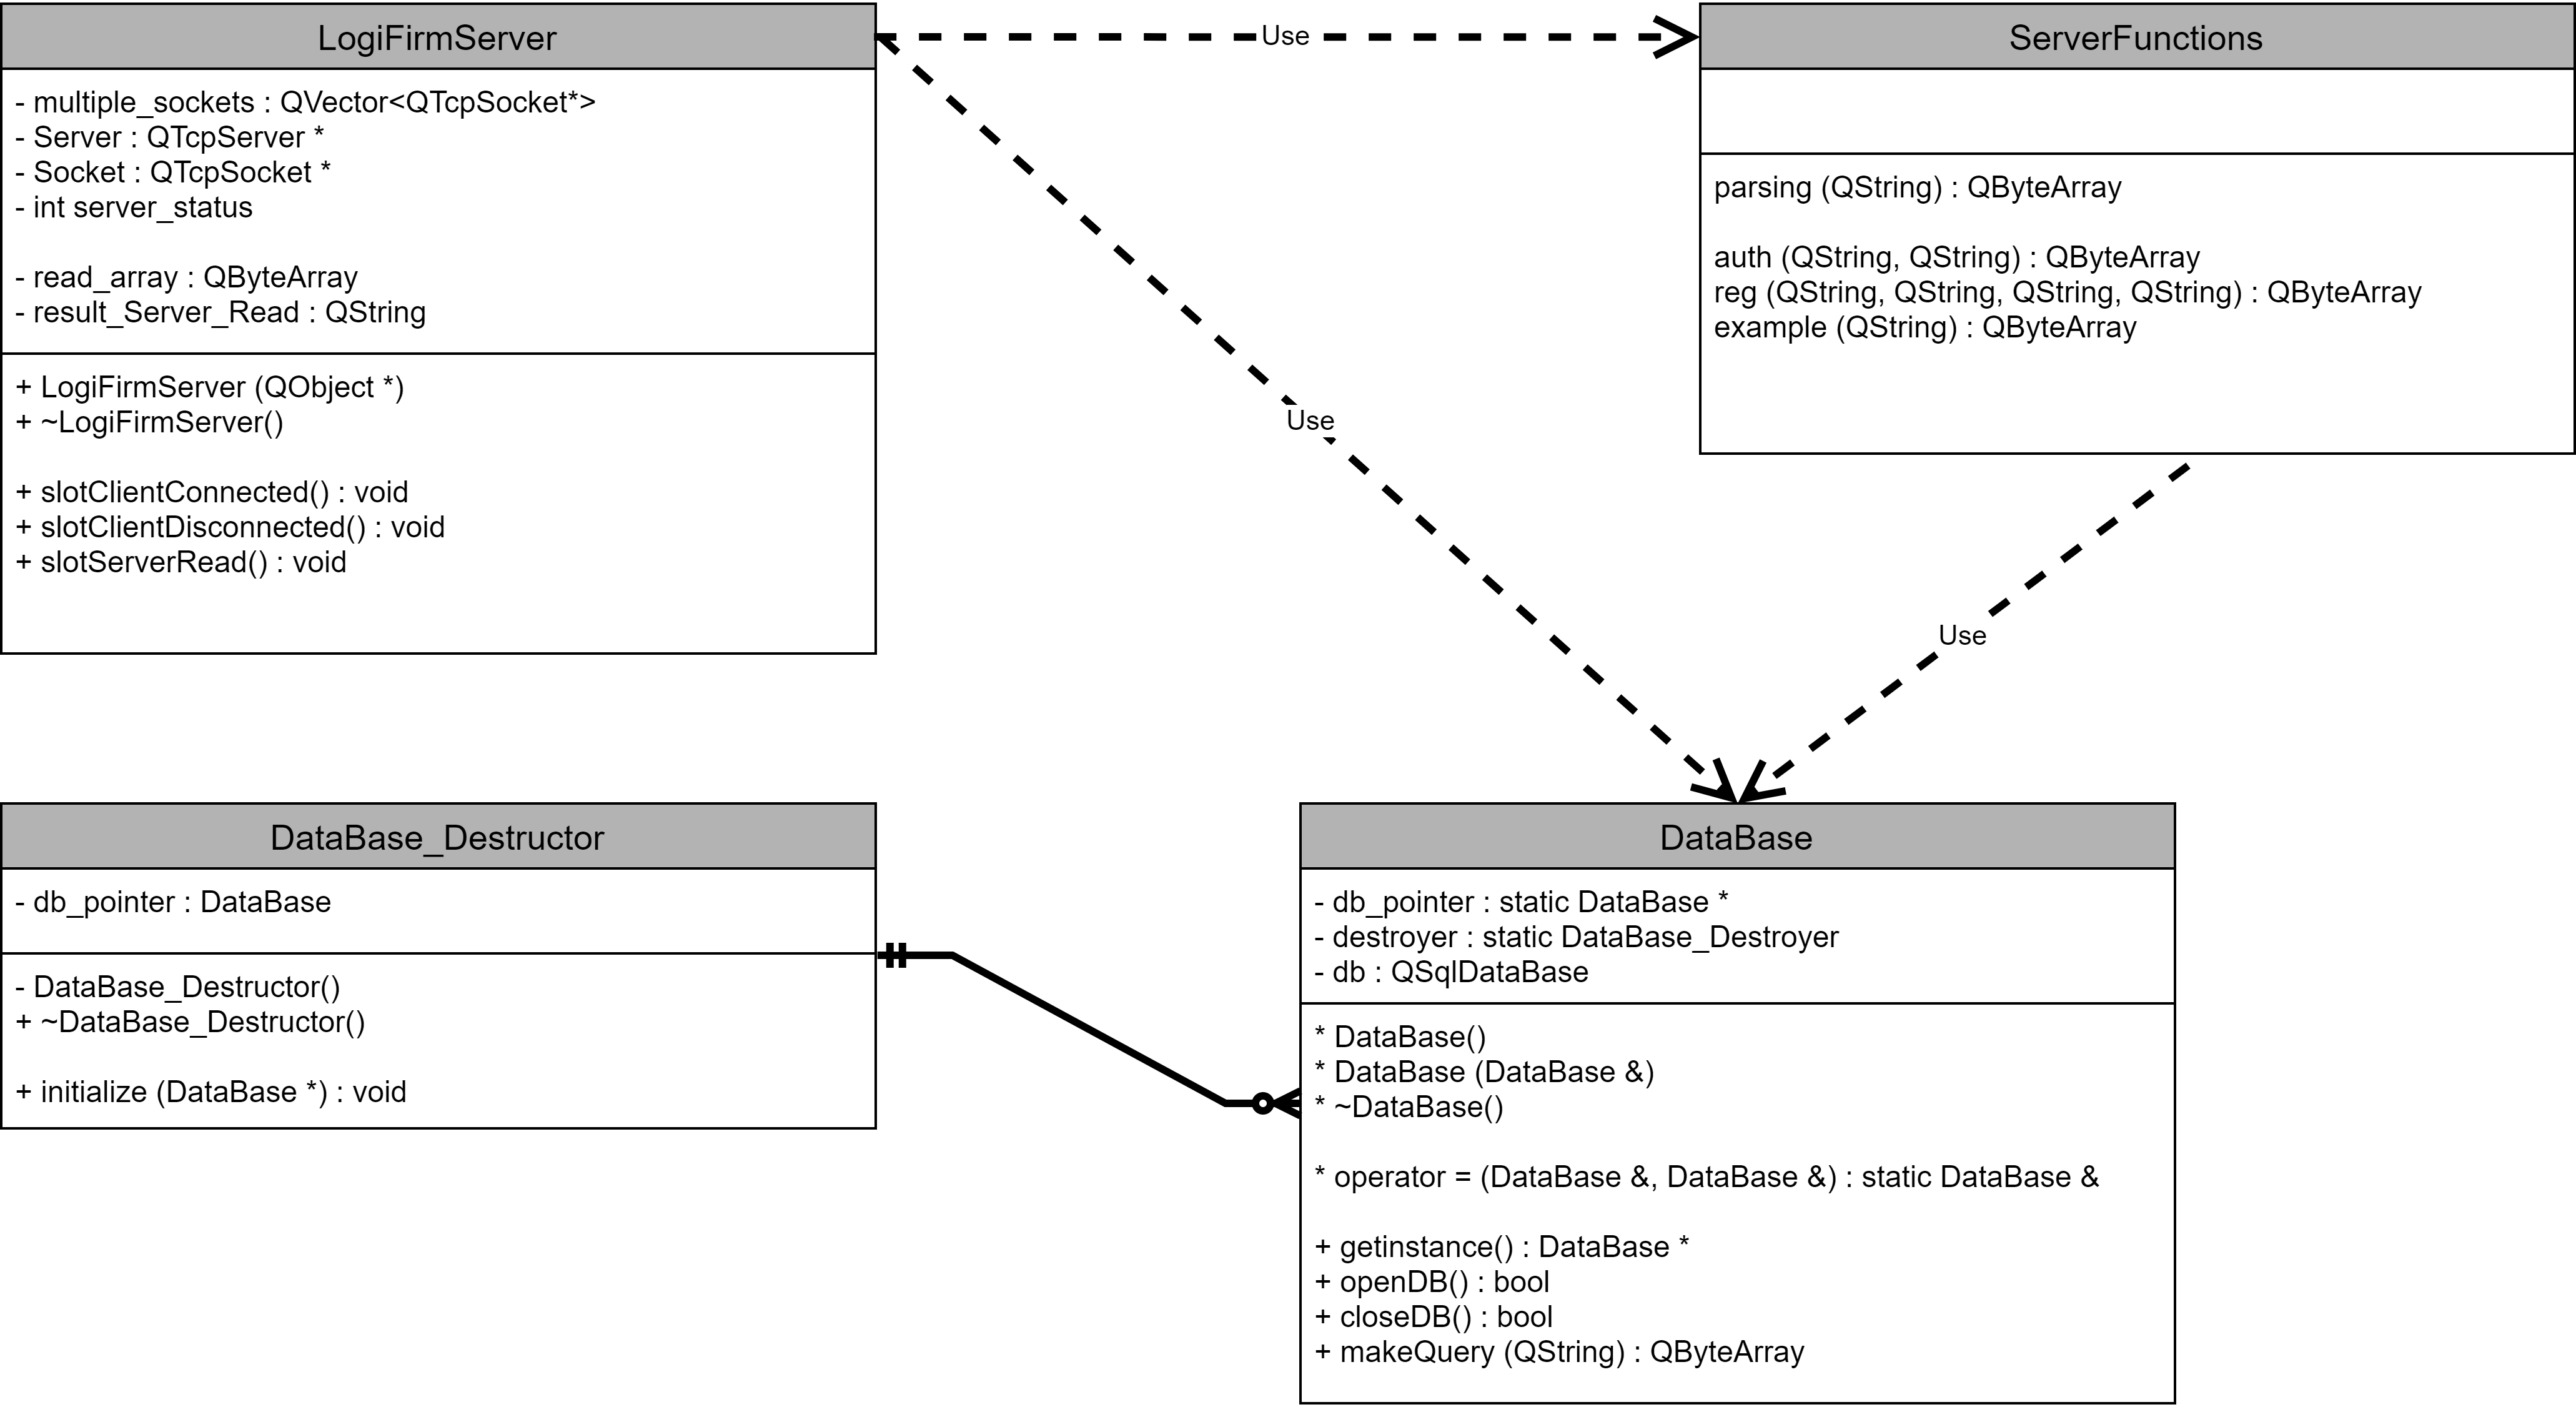 LogiFirmServer
- multiple_sockets : QVector<QTcpSocket*>
- Server : QTcpServer *
- Socket : QTcpSocket *
- int server_status
- read_array : QByteArray
- result_Server_Read : QString
+ LogiFirmServer (QObject *)
+ ~LogiFirmServer()
+ slotClientConnected() : void
+ slotClientDisconnected() : void
+ slotServerRead() : void
Use
ServerFunctions
parsing (QString) : QByteArray
auth (QString, QString) : QByteArray
reg (QString, QString, QString, QString) : QByteArray
example (QString) : QByteArray
Use
Use
DataBase_Destructor
- db_pointer : DataBase
- DataBase_Destructor()
+ ~DataBase_Destructor()
+ initialize (DataBase *) : void
DataBase
- db_pointer : static DataBase *
- destroyer : static DataBase_Destroyer
- db : QSqlDataBase
* DataBase()
* DataBase (DataBase &)
* ~DataBase()
* operator = (DataBase &, DataBase &) : static DataBase &
+ getinstance() : DataBase *
+ openDB() : bool
+ closeDB() : bool
+ makeQuery (QString) : QByteArray